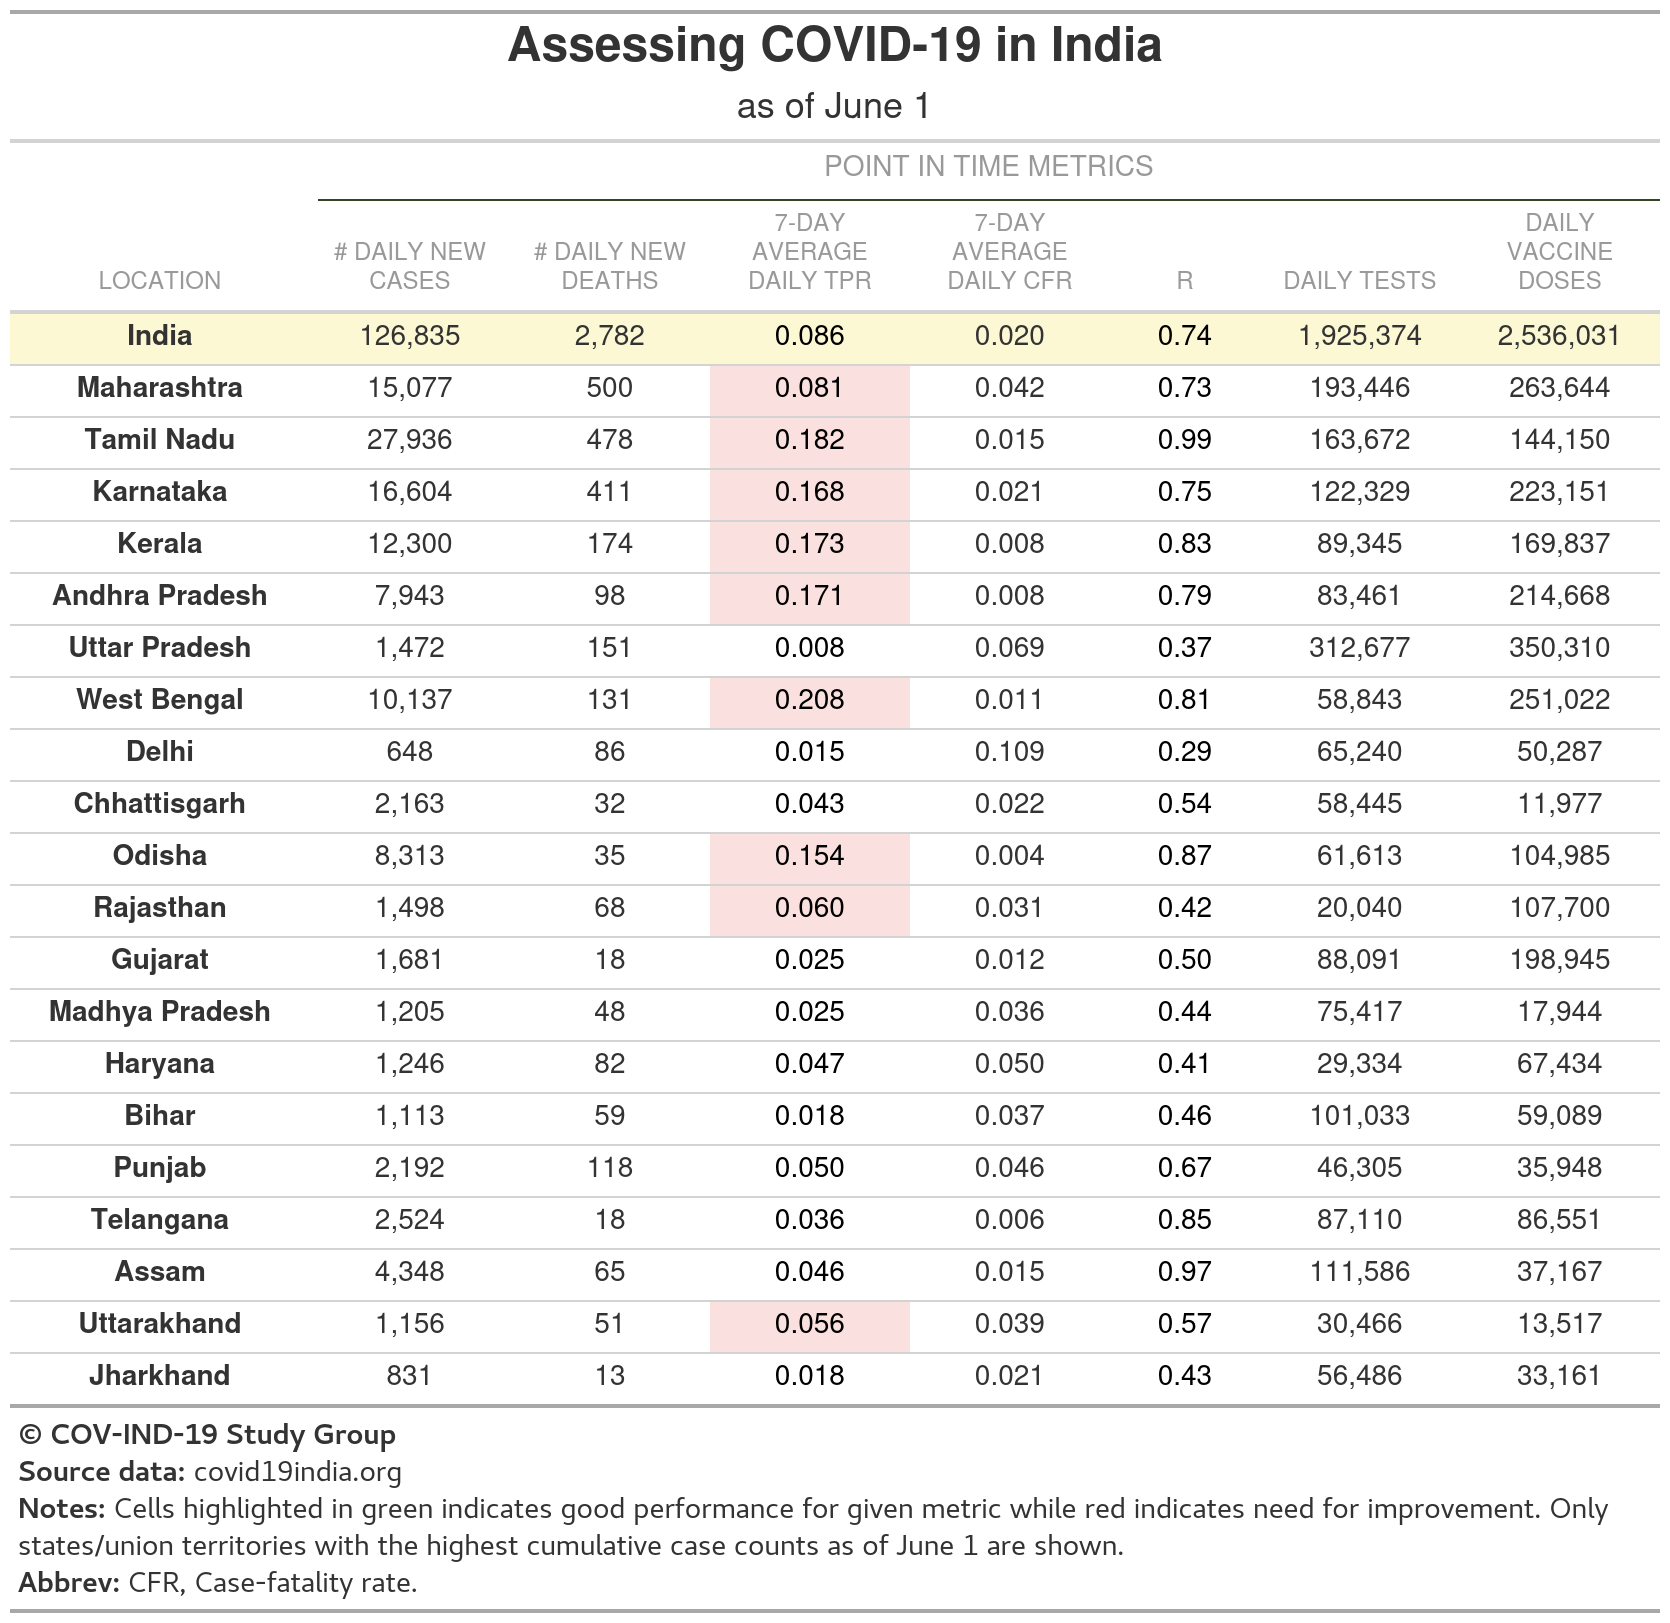 Assessing COVID-19 in India
as of June 1
POINT IN TIME METRICS
LOCATION # DAILY NEW CASES # DAILY NEW DEATHS 7-DAY AVERAGE DAILY TPR 7-DAY AVERAGE DAILY CFR R DAILY TESTS DAILY VACCINE DOSES
India 126,835 2,782 0.086 0.020 0.74 1,925,374 2,536,031
Maharashtra 15,077 500 0.081 0.042 0.73 193,446 263,644
Tamil Nadu 27,936 478 0.182 0.015 0.99 163,672 144,150
Karnataka 16,604 411 0.168 0.021 0.75 122,329 223,151
Kerala 12,300 174 0.173 0.008 0.83 89,345 169,837
Andhra Pradesh 7,943 98 0.171 0.008 0.79 83,461 214,668
Uttar Pradesh 1,472 151 0.008 0.069 0.37 312,677 350,310
West Bengal 10,137 131 0.208 0.011 0.81 58,843 251,022
Delhi 648 86 0.015 0.109 0.29 65,240 50,287
Chhattisgarh 2,163 32 0.043 0.022 0.54 58,445 11,977
Odisha 8,313 35 0.154 0.004 0.87 61,613 104,985
Rajasthan 1,498 68 0.060 0.031 0.42 20,040 107,700
Gujarat 1,681 18 0.025 0.012 0.50 88,091 198,945
Madhya Pradesh 1,205 48 0.025 0.036 0.44 75,417 17,944
Haryana 1,246 82 0.047 0.050 0.41 29,334 67,434
Bihar 1,113 59 0.018 0.037 0.46 101,033 59,089
Punjab 2,192 118 0.050 0.046 0.67 46,305 35,948
Telangana 2,524 18 0.036 0.006 0.85 87,110 86,551
Assam 4,348 65 0.046 0.015 0.97 111,586 37,167
Uttarakhand 1,156 51 0.056 0.039 0.57 30,466 13,517
Jharkhand 831 13 0.018 0.021 0.43 56,486 33,161
© COV-IND-19 Study Group
Source data: covid19india.org
Notes: Cells highlighted in green indicates good performance for given metric while red indicates need for improvement. Only
states/union territories with the highest cumulative case counts as of June 1 are shown.
Abbrev: CFR, Case-fatality rate.